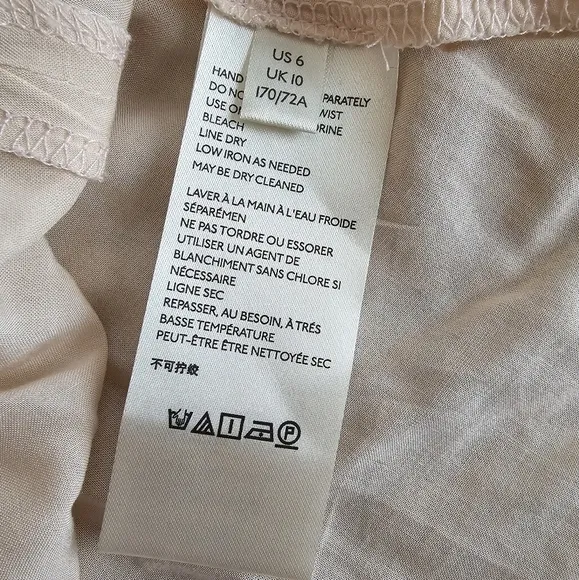 US 6
UK 10
170/72A
HAND
PARATELY
DO NO
WIST
USE O
ORINE
BLEACH
LINE DRY
LOW IRON AS NEEDED
MAY BE DRY CLEANED
LAVER À LA MAIN À L'EAU FROIDE
SÉPARÉMEN
NE PAS TORDRE OU ESSORER
UTILISER UN AGENT DE
BLANCHIMENT SANS CHLORE SI
NÉCESSAIRE
LIGNE SEC
REPASSER, AU BESOIN, À TRÉS
BASSE TEMPÉRATURE
PEUT-ÊTRE ÊTRE NETTOYÉE SEC
不可拧绞
P